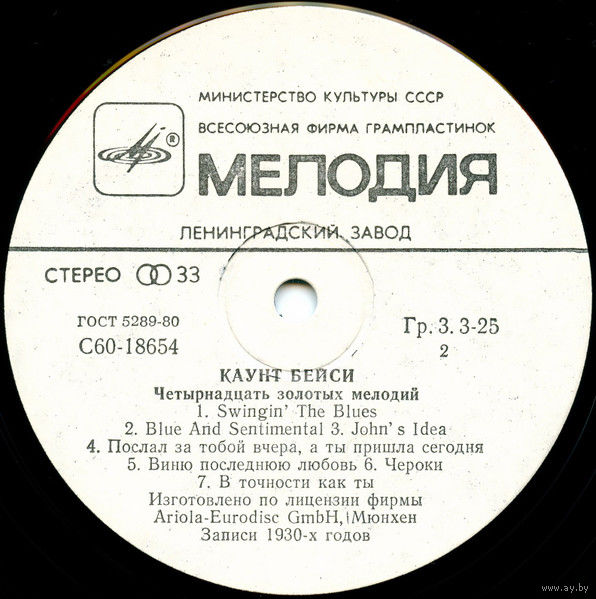 МИНИСТЕРСТВО КУЛЬТУРЫ СССР
ВСЕСОЮЗНАЯ ФИРМА ГРАМПЛАСТИНОК
®
МЕЛОДИЯ
ЛЕНИНГРАДСКИЙ ЗАВОД
СТЕРЕО 33
ГОСТ 5289-80
С60-18654
Гр. 3. 3-25
2
КАУНТ БЕЙСИ
Четырнадцать золотых мелодий
1. Swingin' The Blues
2. Blue And Sentimental 3. John's Idea
4. Послал за тобой вчера, а ты пришла сегодня
5. Виню последнюю любовь 6. Чероки
7. В точности как ты
Изготовлено по лицензии фирмы
Ariola-Eurodisc GmbH, Мюнхен
Записи 1930-х годов
www.ay.by